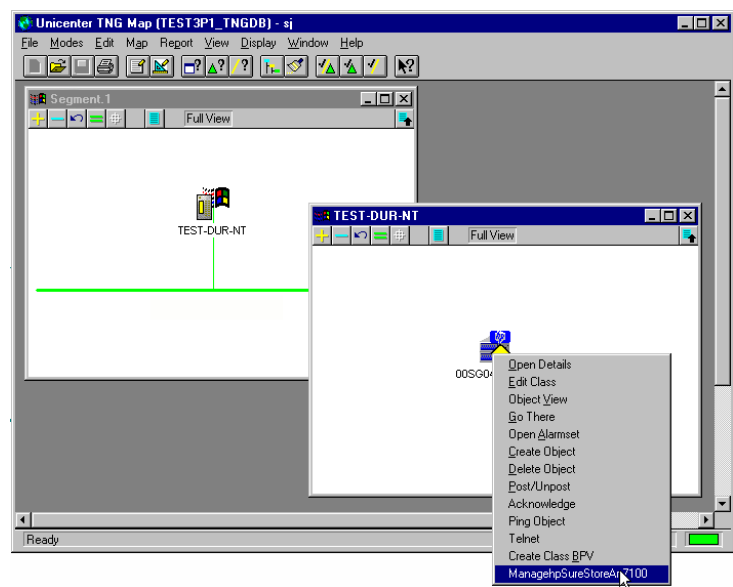 Unicenter TNG Map (TEST3P1_TNGDB) - sj
File Modes Edit Map Report View Display Window Help
Segment.1
Full View
TEST-DUR-NT
TEST-DUR-NT
Full View
hp
00SG04
Open Details
Edit Class
Object View
Go There
Open Alarmset
Create Object
Delete Object
Post/Unpost
Acknowledge
Ping Object
Telnet
Create Class BPV
Ready